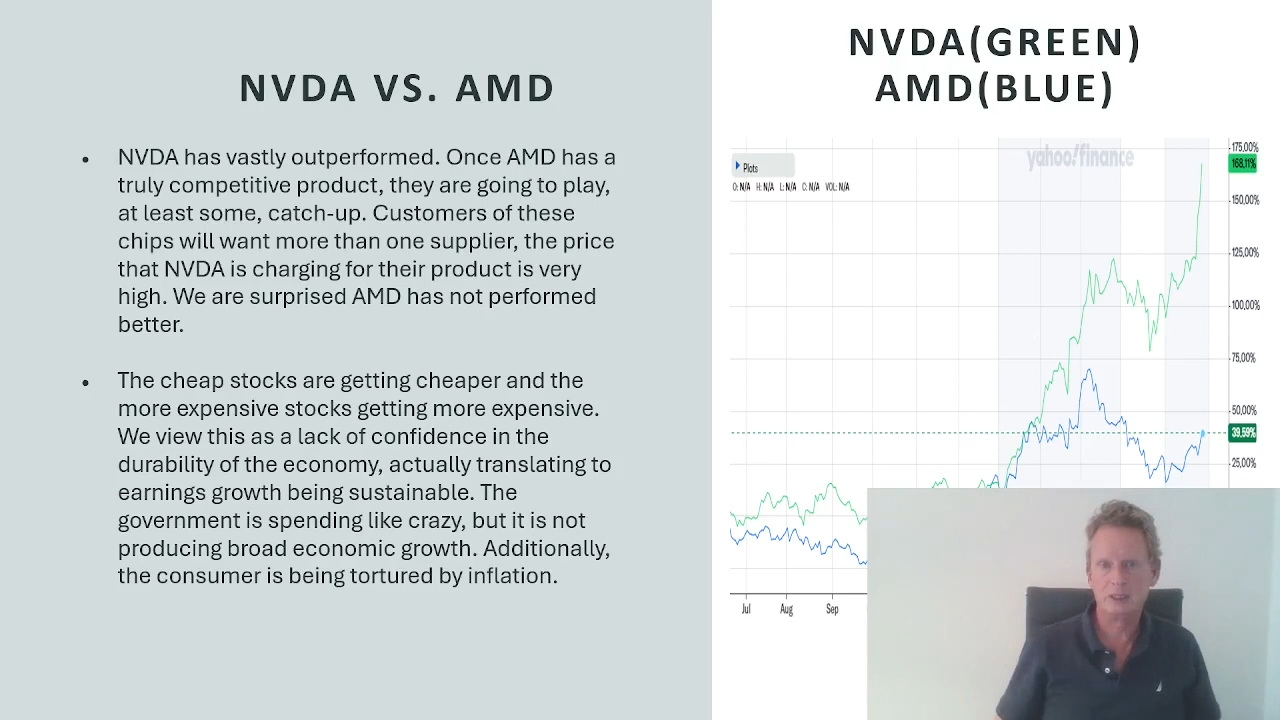 NVDA VS. AMD
• NVDA has vastly outperformed. Once AMD has a
truly competitive product, they are going to play,
at least some, catch-up. Customers of these
chips will want more than one supplier, the price
that NVDA is charging for their product is very
high. We are surprised AMD has not performed
better.
• The cheap stocks are getting cheaper and the
more expensive stocks getting more expensive.
We view this as a lack of confidence in the
durability of the economy, actually translating to
earnings growth being sustainable. The
government is spending like crazy, but it is not
producing broad economic growth. Additionally,
the consumer is being tortured by inflation.
NVDA(GREEN)
AMD(BLUE)
yahoo!finance
Plots
O: N/A H: N/A L: N/A C: N/A VOL: N/A
175,00%
168,11%
150,00%
125,00%
100,00%
75,00%
50,00%
39,59%
25,00%
Jul Aug Sep